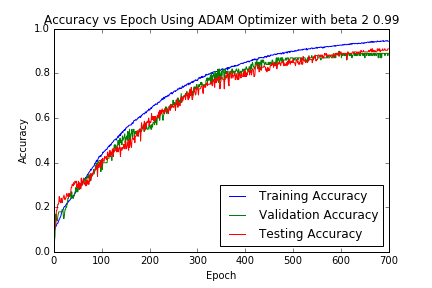 Accuracy vs Epoch Using ADAM Optimizer with beta 2 0.99
1.0
0.8
0.6
0.4
0.2
0.0
Accuracy
Training Accuracy
Validation Accuracy
Testing Accuracy
0 100 200 300 400 500 600 700
Epoch